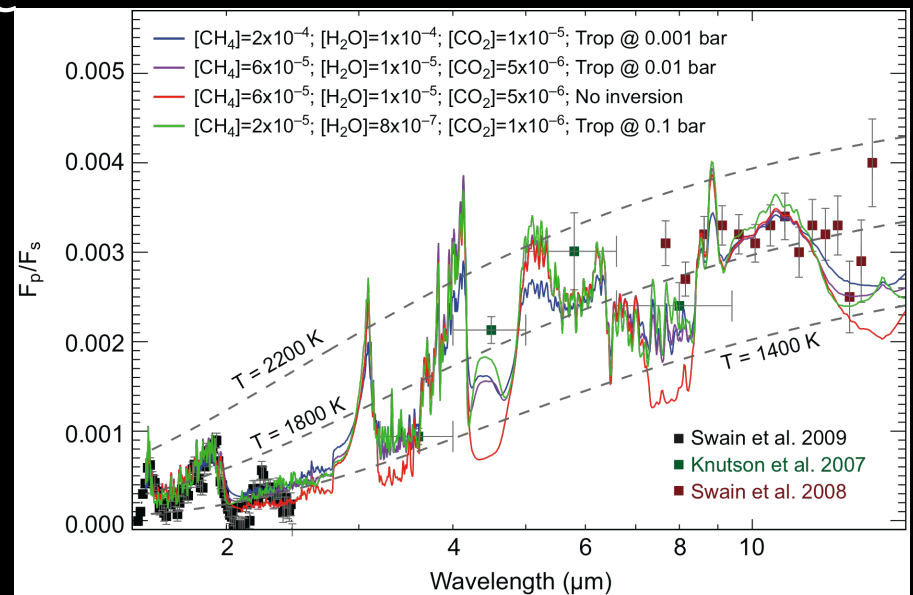 [CH₄]=2x10⁻⁴; [H₂O]=1x10⁻⁴; [CO₂]=1x10⁻⁵; Trop @ 0.001 bar
[CH₄]=6x10⁻⁵; [H₂O]=1x10⁻⁵; [CO₂]=5x10⁻⁶; Trop @ 0.01 bar
[CH₄]=6x10⁻⁵; [H₂O]=1x10⁻⁵; [CO₂]=5x10⁻⁶; No inversion
[CH₄]=2x10⁻⁵; [H₂O]=8x10⁻⁷; [CO₂]=1x10⁻⁶; Trop @ 0.1 bar
0.005
0.004
0.003
0.002
0.001
0.000
Fₚ/Fₛ
T = 2200 K
T = 1800 K
T = 1400 K
Swain et al. 2009
Knutson et al. 2007
Swain et al. 2008
2 4 6 8 10
Wavelength (μm)